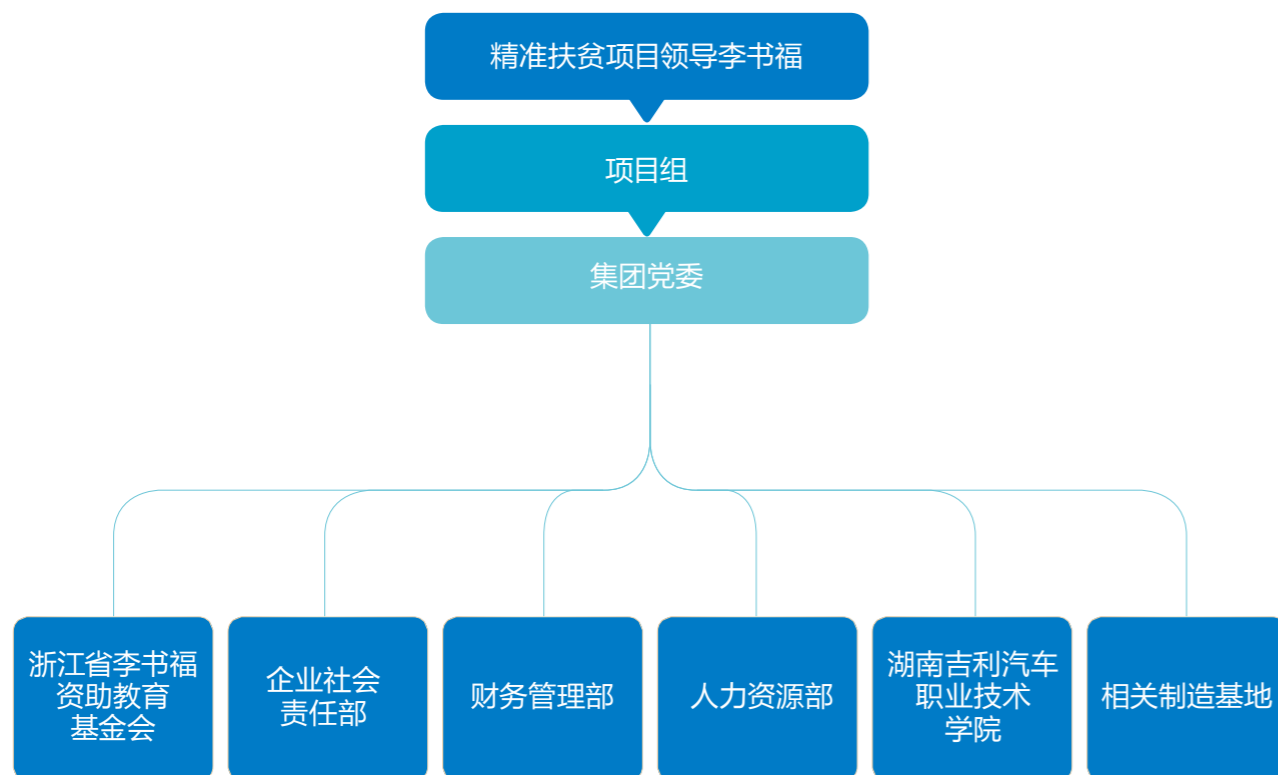 精准扶贫项目领导李书福
项目组
集团党委
浙江省李书福
资助教育
基金会
企业社会
责任部
财务管理部
人力资源部
湖南吉利汽车
职业技术
学院
相关制造基地